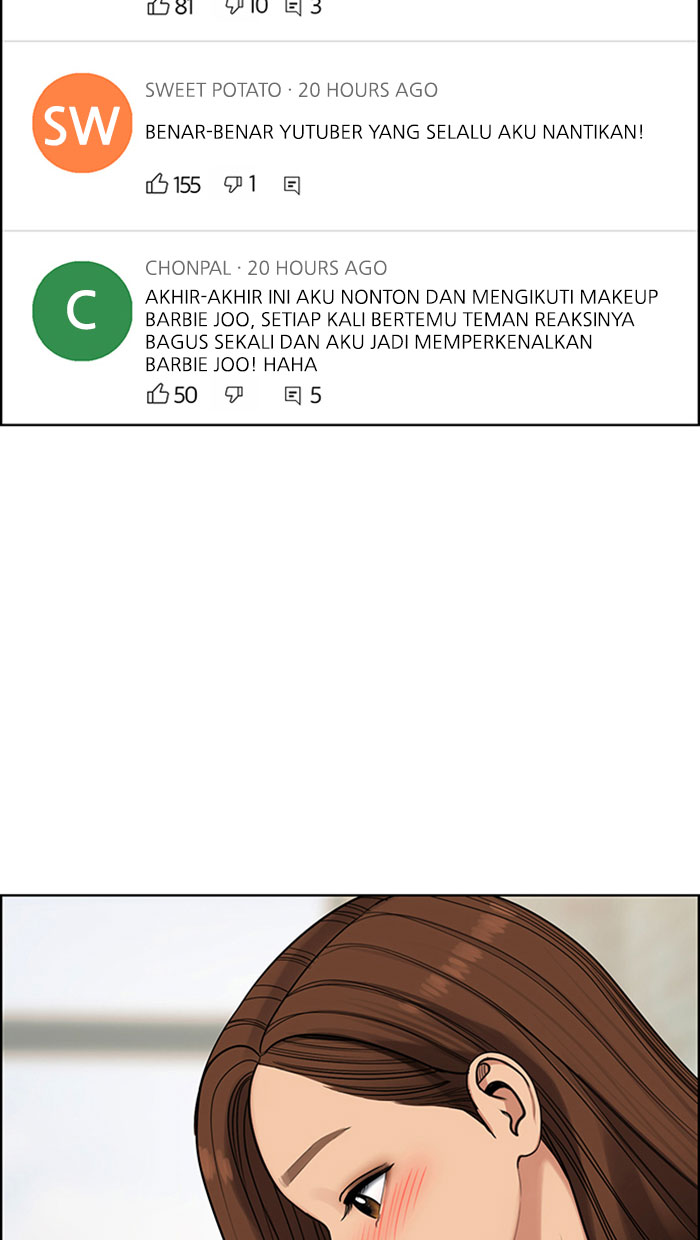 81 10 3
SWEET POTATO · 20 HOURS AGO
SW
BENAR-BENAR YUTUBER YANG SELALU AKU NANTIKAN!
155 1
CHONPAL · 20 HOURS AGO
C
AKHIR-AKHIR INI AKU NONTON DAN MENGIKUTI MAKEUP
BARBIE JOO, SETIAP KALI BERTEMU TEMAN REAKSINYA
BAGUS SEKALI DAN AKU JADI MEMPERKENALKAN
BARBIE JOO! HAHA
50 5